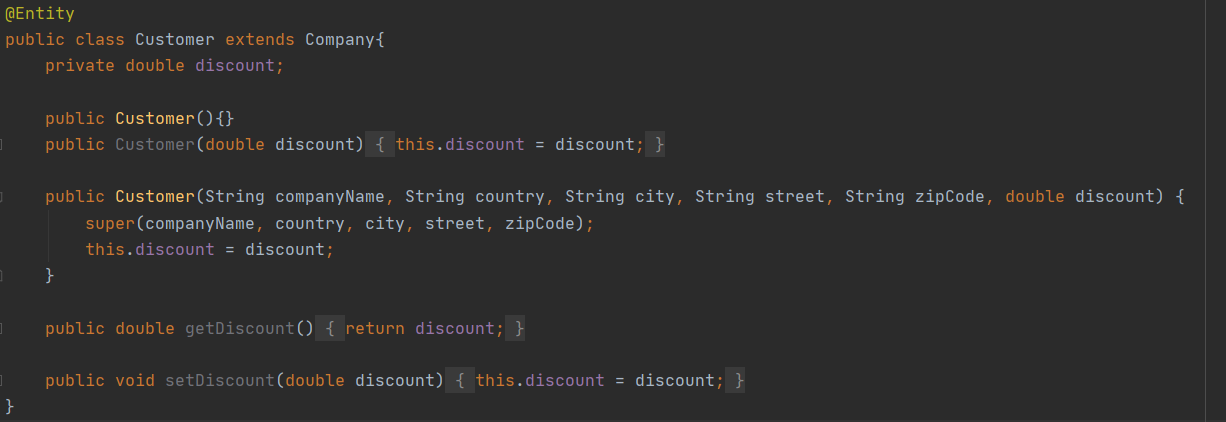 @Entity
public class Customer extends Company{
    private double discount;

    public Customer(){}
    public Customer(double discount) { this.discount = discount; }

    public Customer(String companyName, String country, String city, String street, String zipCode, double discount) {
        super(companyName, country, city, street, zipCode);
        this.discount = discount;
    }

    public double getDiscount() { return discount; }

    public void setDiscount(double discount) { this.discount = discount; }
}